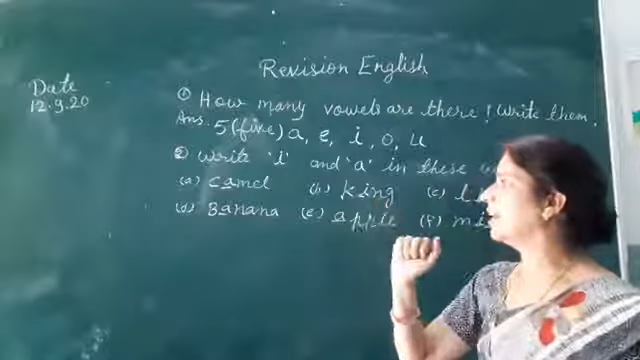 Revision English
Date
12.9.20
① How many vowels are there ! Write them.
Ans. 5 (five) a, e, i, o, u
② Write 'i' and 'a' in these
(a) camel (b) king (c)
(d) Banana (e) apple (f)